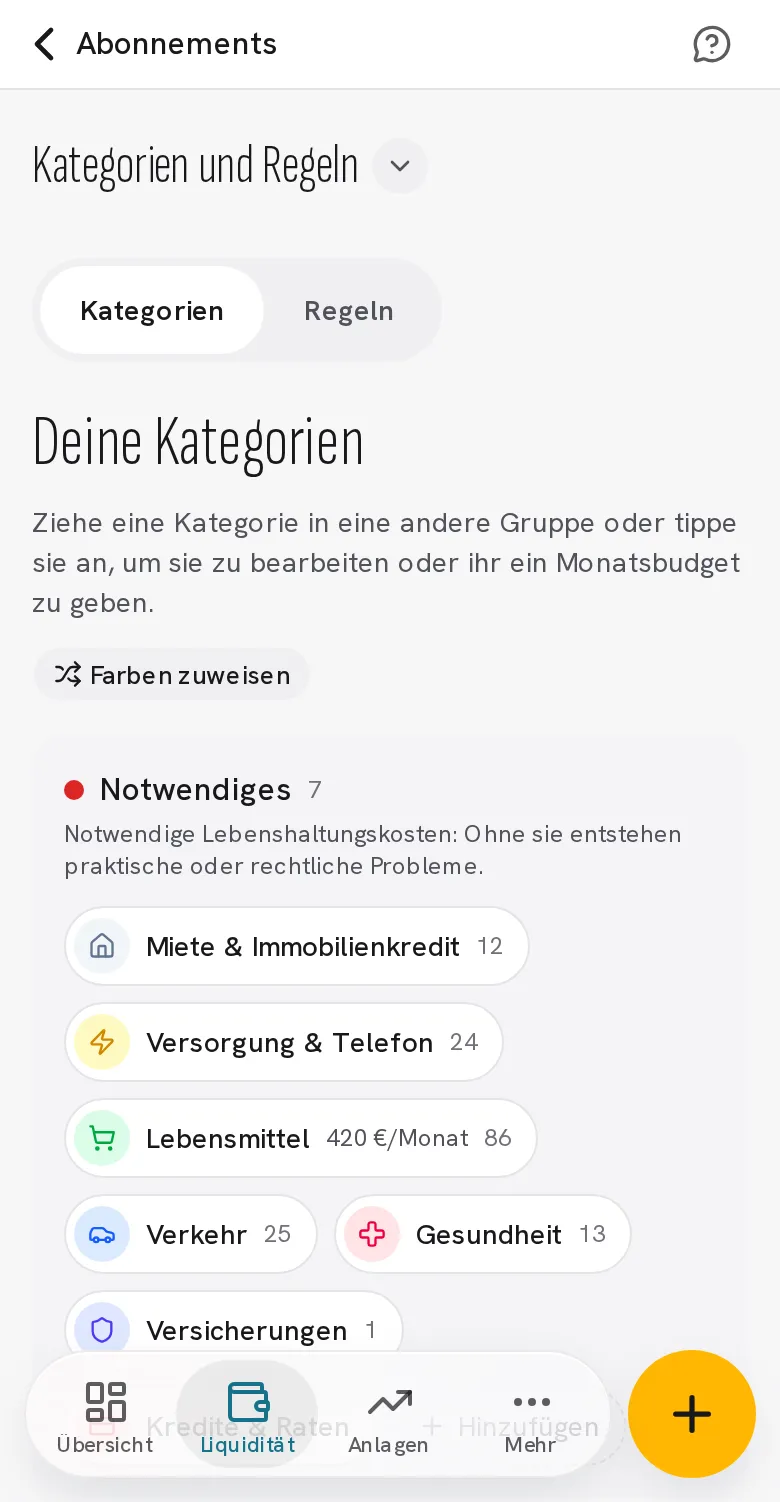 Abonnements
Kategorien und Regeln
Kategorien
Regeln
Deine Kategorien
Ziehe eine Kategorie in eine andere Gruppe oder tippe
sie an, um sie zu bearbeiten oder ihr ein Monatsbudget
zu geben.
Farben zuweisen
Notwendiges 7
Notwendige Lebenshaltungskosten: Ohne sie entstehen
praktische oder rechtliche Probleme.
Miete & Immobilienkredit 12
Versorgung & Telefon 24
Lebensmittel 420 €/Monat 86
Verkehr 25
Gesundheit 13
Versicherungen 1
Kredite & Raten
Hinzufügen
Übersicht
Liquidität
Anlagen
Mehr